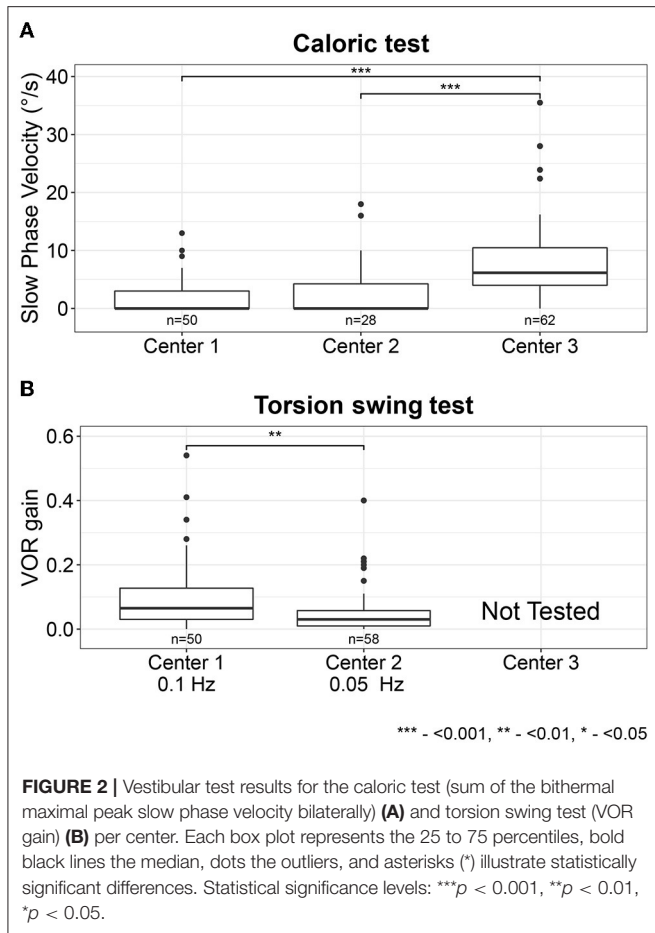 A
Caloric test
Slow Phase Velocity (°/s)
40
30
20
10
0
***
***
n=50
n=28
n=62
Center 1
Center 2
Center 3
B
Torsion swing test
VOR gain
0.6
0.4
0.2
0.0
**
Not Tested
n=50
n=58
Center 1
Center 2
Center 3
0.1 Hz
0.05 Hz
*** - <0.001, ** - <0.01, * - <0.05
FIGURE 2 | Vestibular test results for the caloric test (sum of the bithermal
maximal peak slow phase velocity bilaterally) (A) and torsion swing test (VOR
gain) (B) per center. Each box plot represents the 25 to 75 percentiles, bold
black lines the median, dots the outliers, and asterisks (*) illustrate statistically
significant differences. Statistical significance levels: ***p < 0.001, **p < 0.01,
*p < 0.05.